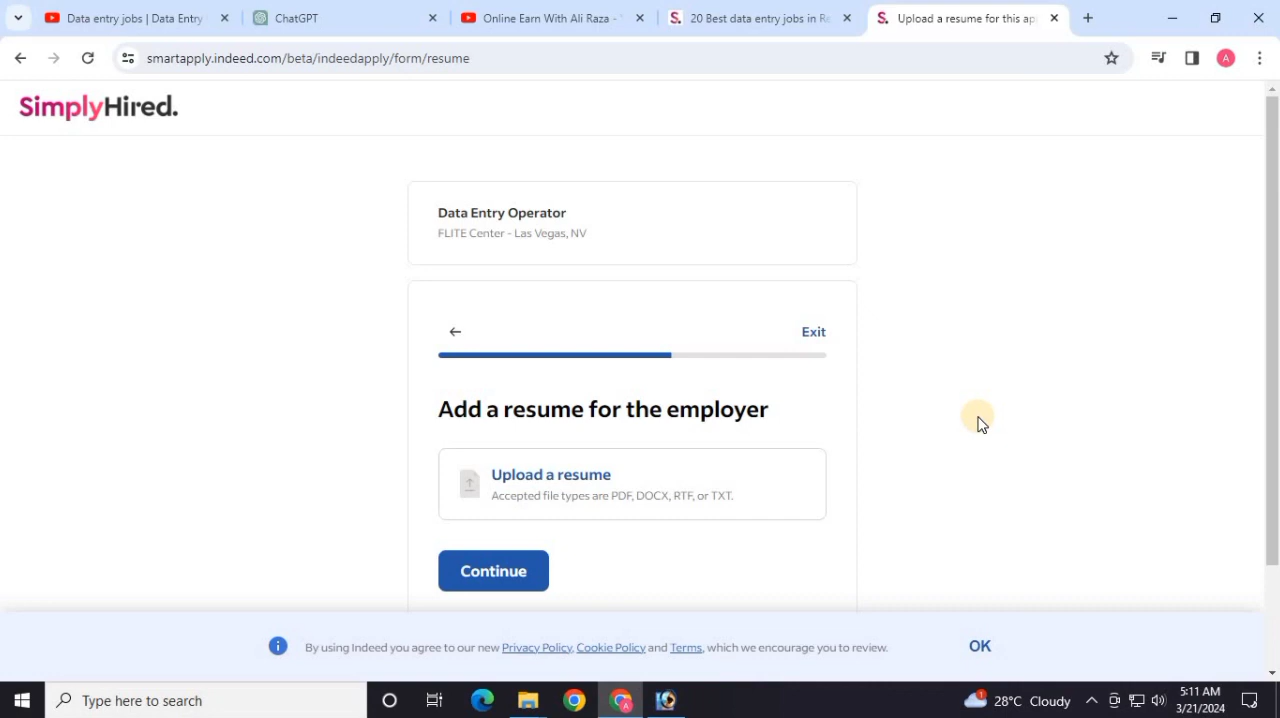 Data entry jobs | Data Entry
ChatGPT
Online Earn With Ali Raza -
20 Best data entry jobs in Re
Upload a resume for this ap
smartapply.indeed.com/beta/indeedapply/form/resume
A
SimplyHired.
Data Entry Operator
FLITE Center - Las Vegas, NV
Exit
Add a resume for the employer
Upload a resume
Accepted file types are PDF, DOCX, RTF, or TXT.
Continue
By using Indeed you agree to our new Privacy Policy, Cookie Policy and Terms, which we encourage you to review.
OK
Type here to search
1
28°C Cloudy
5:11 AM
3/21/2024